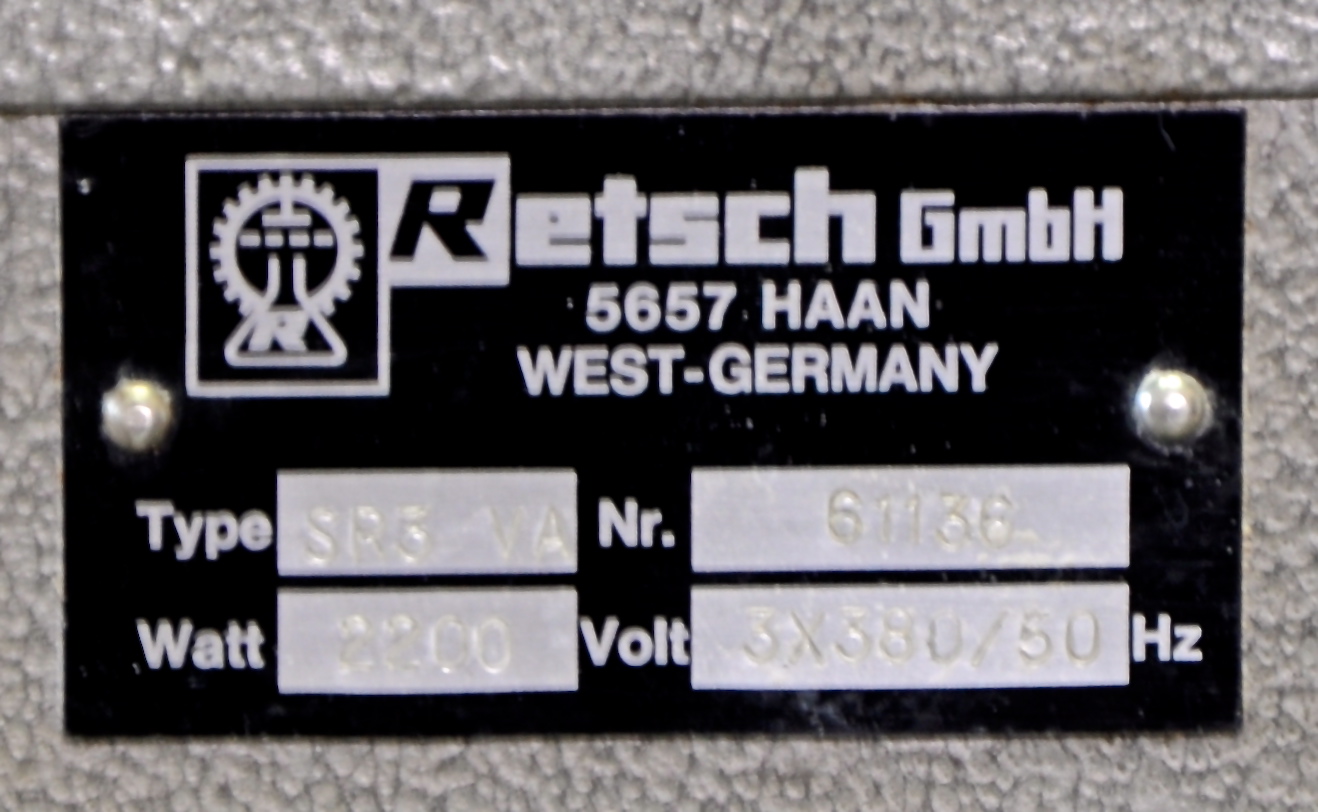 Retsch GmbH
5657 HAAN
WEST-GERMANY
Type SR3 VA Nr. 61136
Watt 2200 Volt 3X380/50 Hz